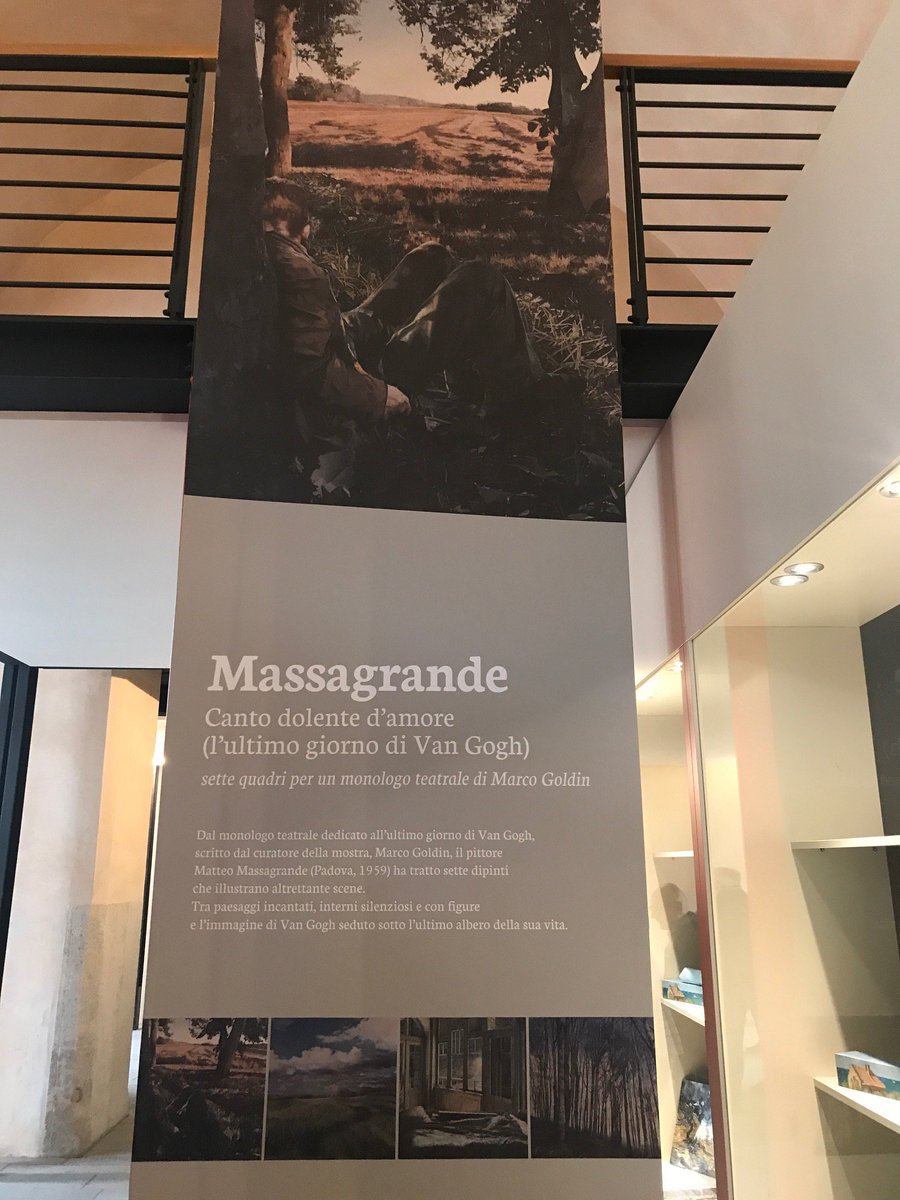 Massagrande
Canto dolente d'amore
(l'ultimo giorno di Van Gogh)
sette quadri per un monologo teatrale di Marco Goldin
Dal monologo teatrale dedicato all'ultimo giorno di Van Gogh,
scritto dal curatore della mostra, Marco Goldin, il pittore
Matteo Massagrande (Padova, 1959) ha tratto sette dipinti
che illustrano altrettante scene.
Tra paesaggi incantati, interni silenziosi e con figure
e l'immagine di Van Gogh seduto sotto l'ultimo albero della sua vita.